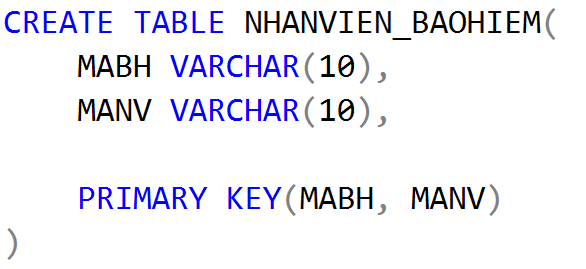 CREATE TABLE NHANVIEN_BAOHIEM(
MABH VARCHAR(10),
MANV VARCHAR(10),
PRIMARY KEY(MABH, MANV)
)